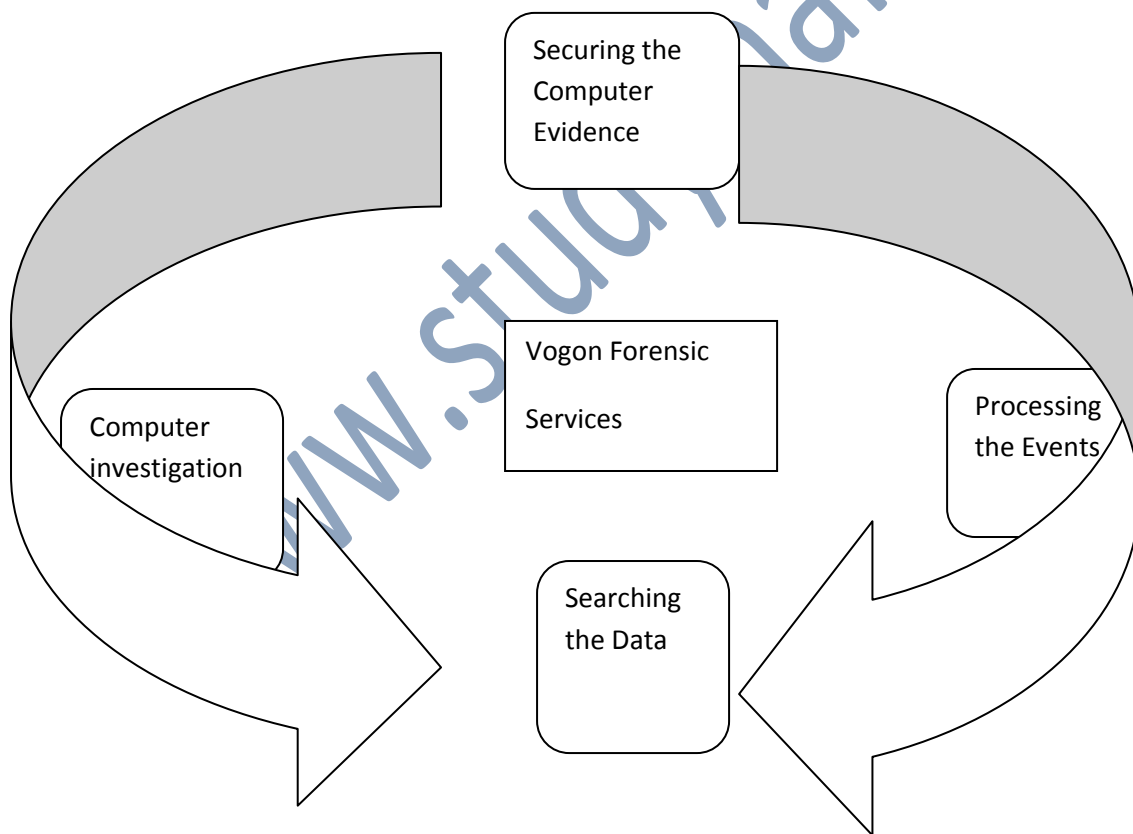 Securing the
Computer
Evidence
Vogon Forensic
Services
Computer
investigation
Processing
the Events
Searching
the Data